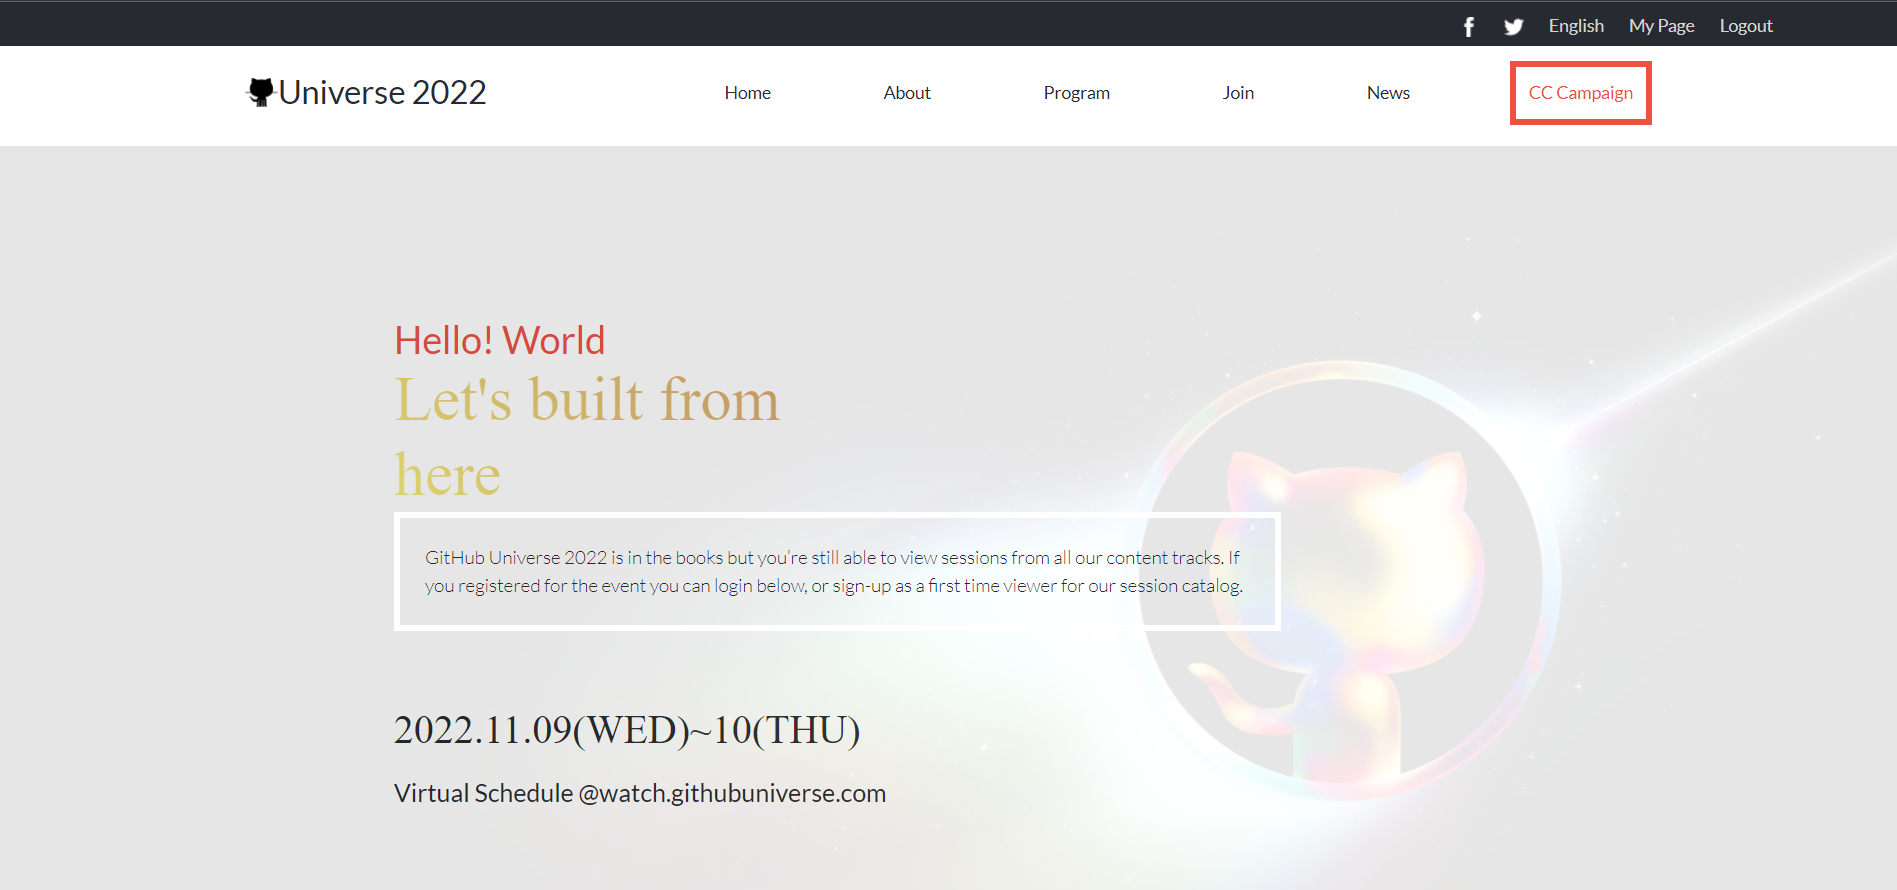 English My Page Logout
Universe 2022
Home About Program Join News CC Campaign
Hello! World
Let's built from
here
GitHub Universe 2022 is in the books but you’re still able to view sessions from all our content tracks. If
you registered for the event you can login below, or sign-up as a first time viewer for our session catalog.
2022.11.09(WED)~10(THU)
Virtual Schedule @watch.githubuniverse.com